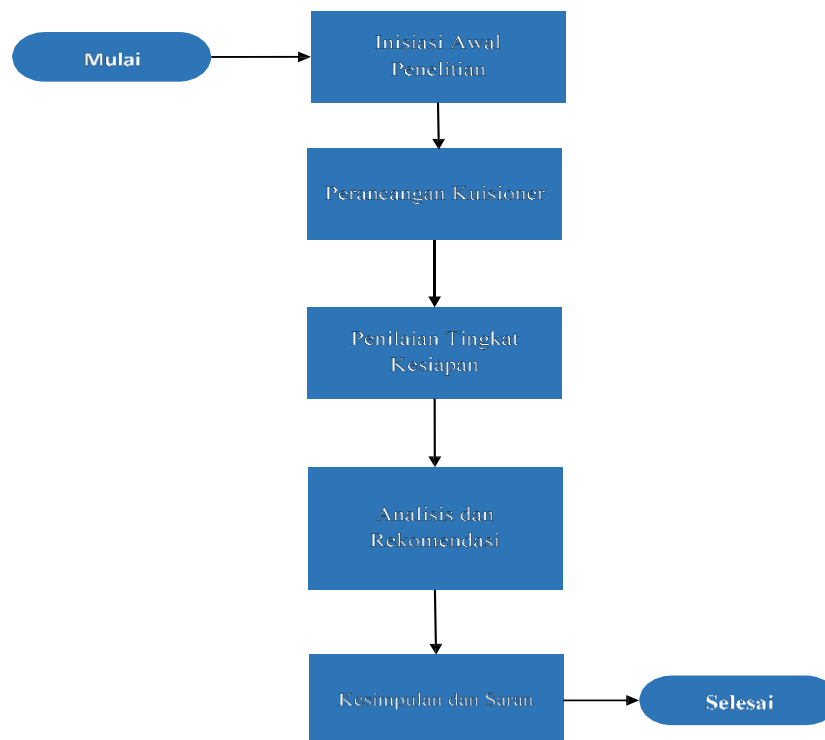 Mulai
Inisiasi Awal
Penelitian
Perancangan Kuisioner
Penilaian Tingkat
Kesiapan
Analisis dan
Rekomendasi
Kesimpulan dan Saran
Selesai